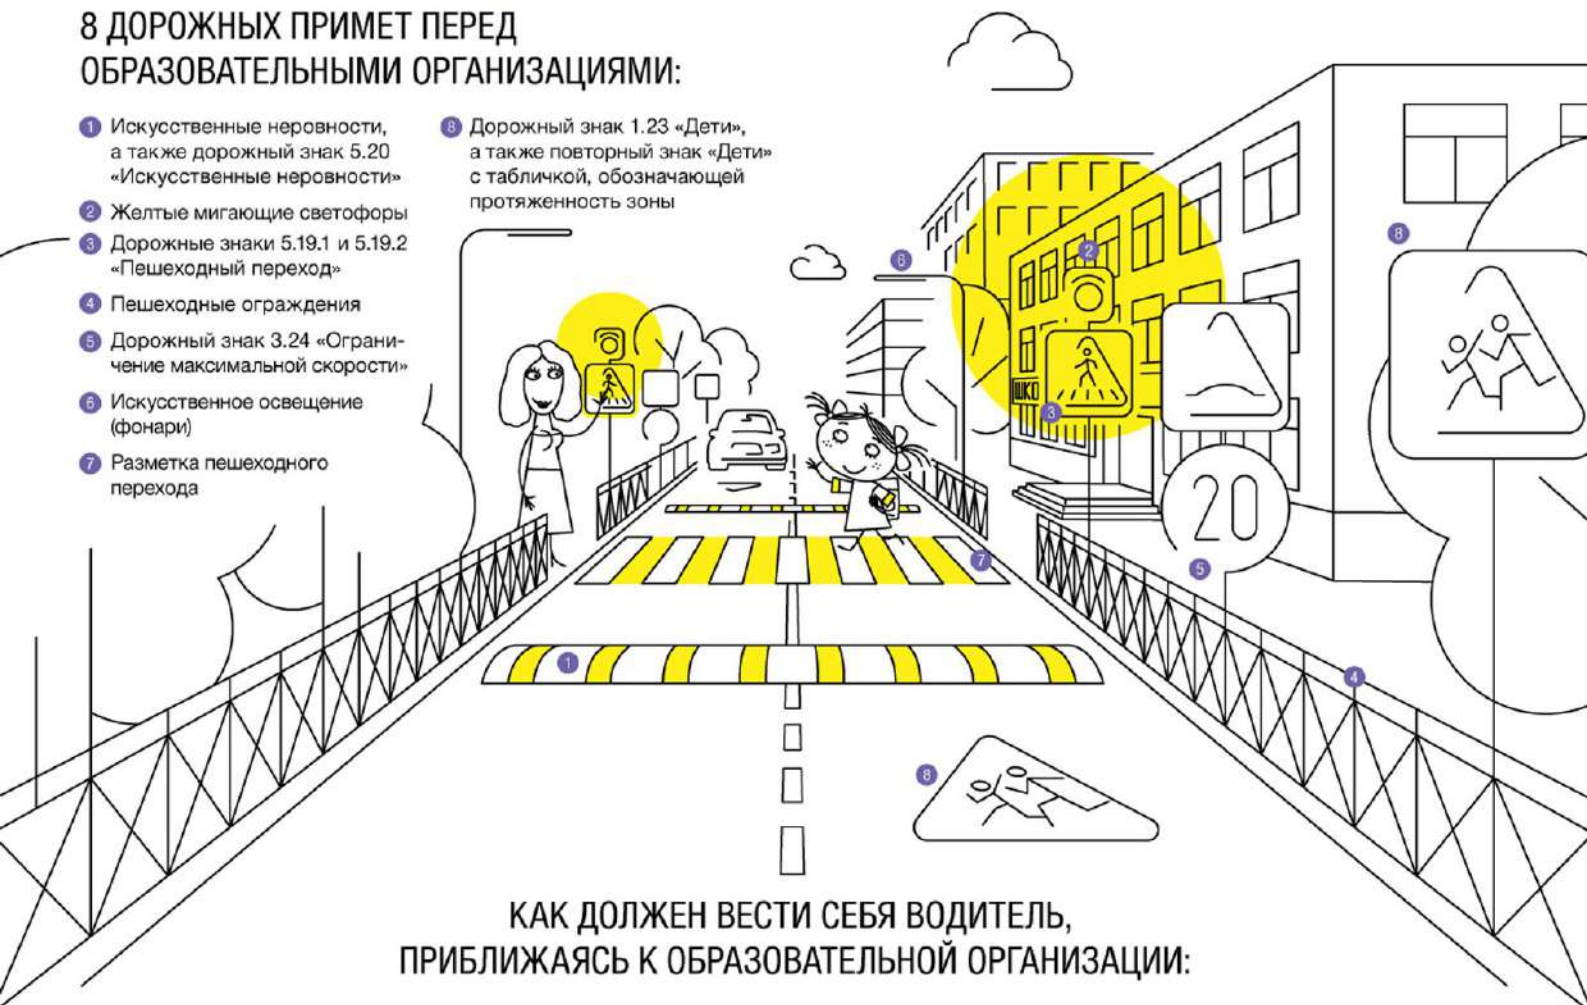 8 ДОРОЖНЫХ ПРИМЕТ ПЕРЕД
ОБРАЗОВАТЕЛЬНЫМИ ОРГАНИЗАЦИЯМИ:
1 Искусственные неровности,
а также дорожный знак 5.20
«Искусственные неровности»
2 Желтые мигающие светофоры
3 Дорожные знаки 5.19.1 и 5.19.2
«Пешеходный переход»
4 Пешеходные ограждения
5 Дорожный знак 3.24 «Ограни-
чение максимальной скорости»
6 Искусственное освещение
(фонари)
7 Разметка пешеходного
перехода
8 Дорожный знак 1.23 «Дети»,
а также повторный знак «Дети»
с табличкой, обозначающей
протяженность зоны
8
6
2
ШКО
3
20
5
7
1
4
8
КАК ДОЛЖЕН ВЕСТИ СЕБЯ ВОДИТЕЛЬ,
ПРИБЛИЖАЯСЬ К ОБРАЗОВАТЕЛЬНОЙ ОРГАНИЗАЦИИ: